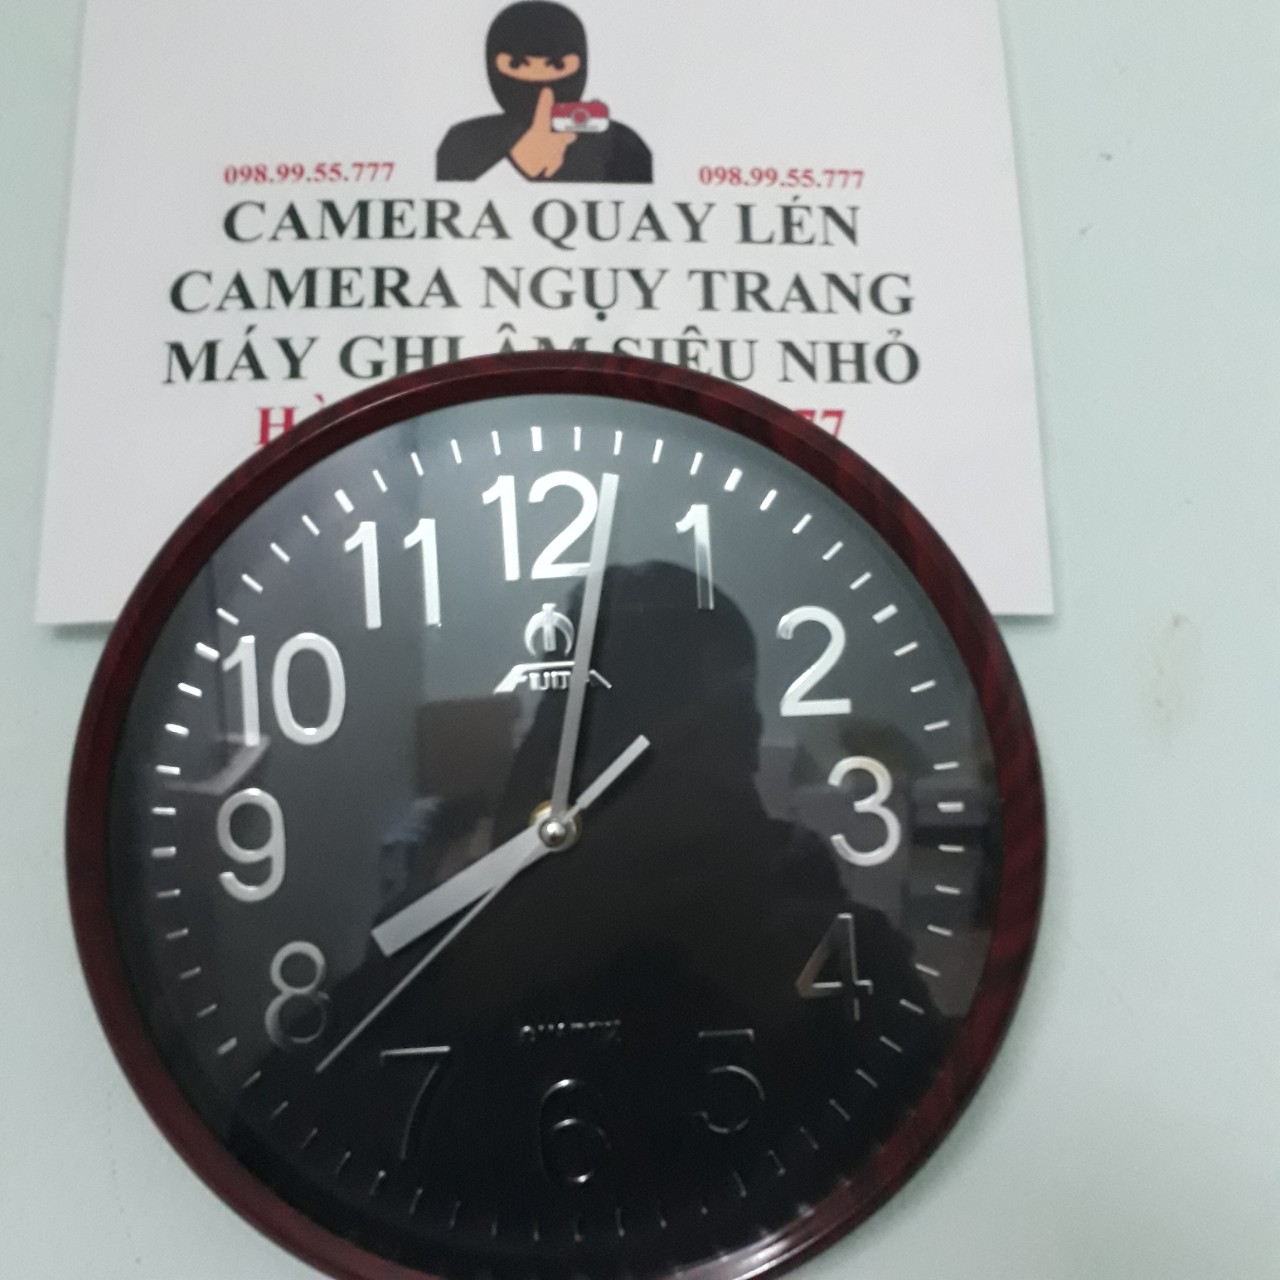 098.99.55.777 098.99.55.777
CAMERA QUAY LÉN
CAMERA NGỤY TRANG
MÁY GHI ÂM SIÊU NHỎ
12
11 1
10 2
9 3
8 4
QUARTZ
7 5
6